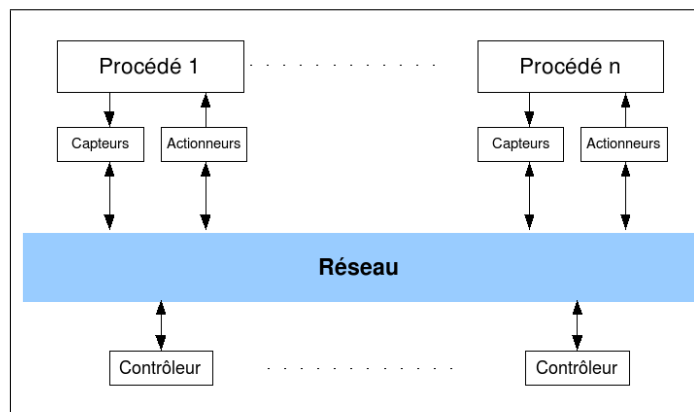 Procédé 1
Procédé n
Capteurs
Actionneurs
Capteurs
Actionneurs
Réseau
Contrôleur
Contrôleur